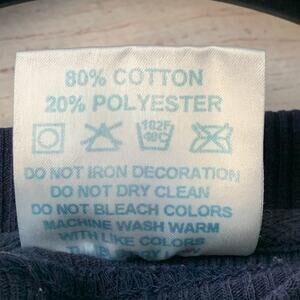 80% COTTON
20% POLYESTER
102F
40C
DO NOT IRON DECORATION
DO NOT DRY CLEAN
DO NOT BLEACH COLORS
MACHINE WASH WARM
WITH LIKE COLORS